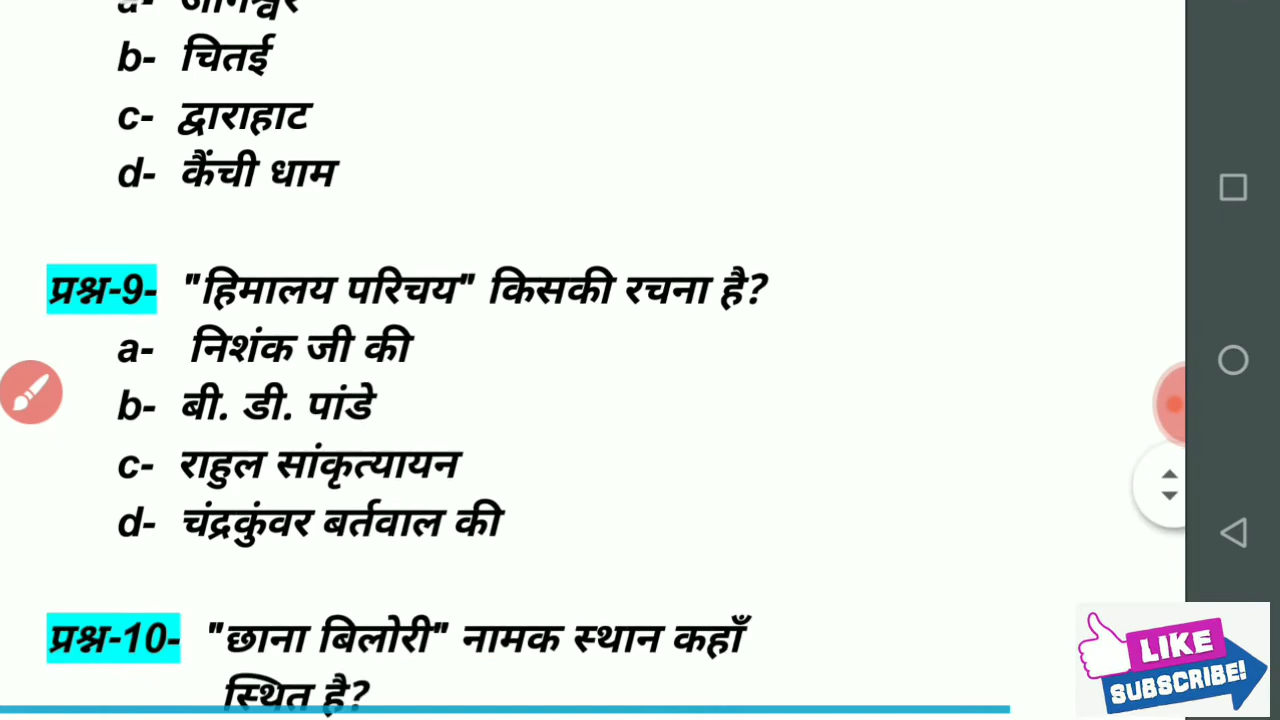 b- चितई
c- द्वाराहाट
d- कैंची धाम
प्रश्न-9- "हिमालय परिचय" किसकी रचना है?
a- निशंक जी की
b- बी. डी. पांडे
c- राहुल सांकृत्यायन
d- चंद्रकुंवर बर्तवाल की
प्रश्न-10- "छाना बिलोरी" नामक स्थान कहाँ
स्थित है?
LIKE
SUBSCRIBE!